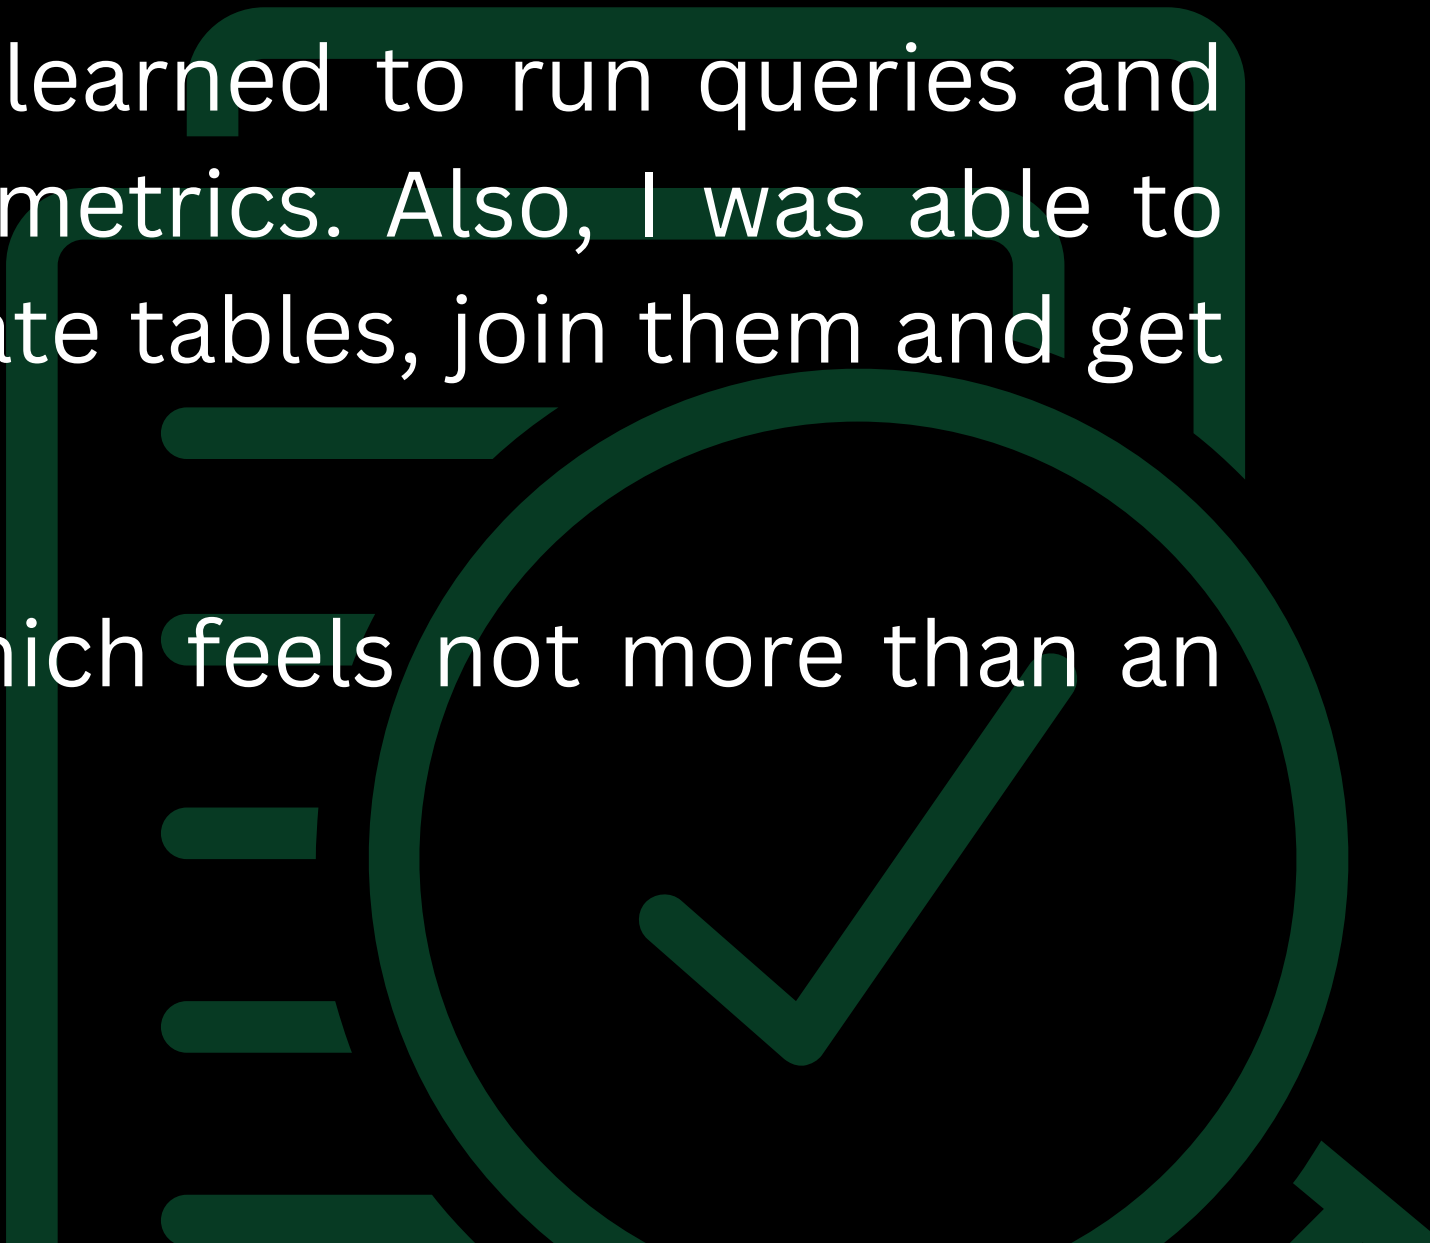 learned to run queries and
metrics. Also, I was able to
tables, join them and get
feels not more than an